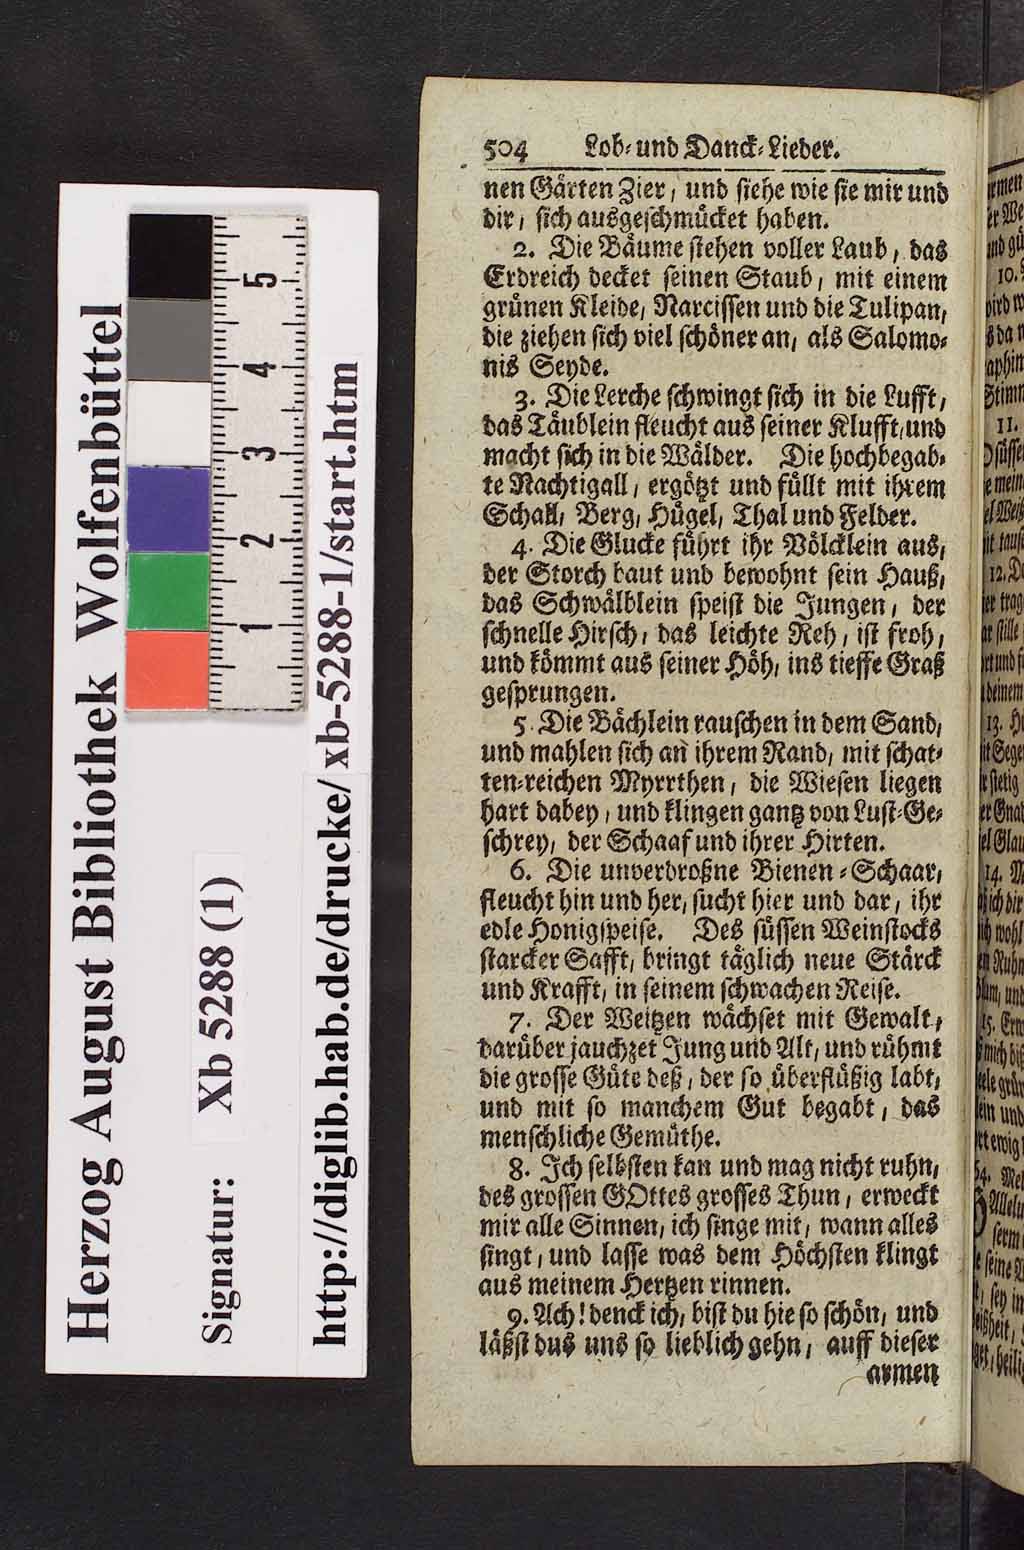 504 Lob- und Danck-Lieder.
nen Gärten Zier, und siehe wie sie mir und
dir, sich ausgeschmücket haben.
2. Die Bäume stehen voller Laub, das
Erdreich decket seinen Staub, mit einem
grünen Kleide, Narcissen und die Tulipan,
die ziehen sich viel schöner an, als Salomo-
nis Seyde.
3. Die Lerche schwingt sich in die Lufft,
das Täublein fleucht aus seiner Klufft, und
macht sich in die Wälder. Die hochbegab-
te Nachtigall, ergötzt und füllt mit ihrem
Schall, Berg, Hügel, Thal und Felder.
4. Die Glucke führt ihr Völcklein aus,
der Storch baut und bewohnt sein Hauß,
das Schwälblein speist die Jungen, der
schnelle Hirsch, das leichte Reh, ist froh,
und kömmt aus seiner Höh, ins tieffe Graß
gesprungen.
5. Die Bächlein rauschen in dem Sand,
und mahlen sich an ihrem Rand, mit schat-
ten-reichen Myrrthen, die Wiesen liegen
hart dabey, und klingen gantz von Lust-Ge-
schrey, der Schaaf und ihrer Hirten.
6. Die unverdroßne Bienen-Schaar,
fleucht hin und her, sucht hier und dar, ihr
edle Honigspeise. Des süssen Weinstocks
starcker Safft, bringt täglich neue Stärck
und Krafft, in seinem schwachen Reise.
7. Der Weitzen wächset mit Gewalt,
darüber jauchzet Jung und Alt, und rühmt
die grosse Güte deß, der so überflüßig labt,
und mit so manchem Gut begabt, das
menschliche Gemüthe.
8. Ich selbsten kan und mag nicht ruhn,
des grossen GOttes grosses Thun, erweckt
mir alle Sinnen, ich singe mit, wann alles
singt, und lasse was dem Höchsten klingt
aus meinem Hertzen rinnen.
9. Ach! denck ich, bist du hie so schön, und
läßst dus uns so lieblich gehn, auff dieser
armen
Herzog August Bibliothek Wolfenbüttel
Signatur: Xb 5288 (1)
http://diglib.hab.de/drucke/xb-5288-1/start.htm
5
4
3
2
1